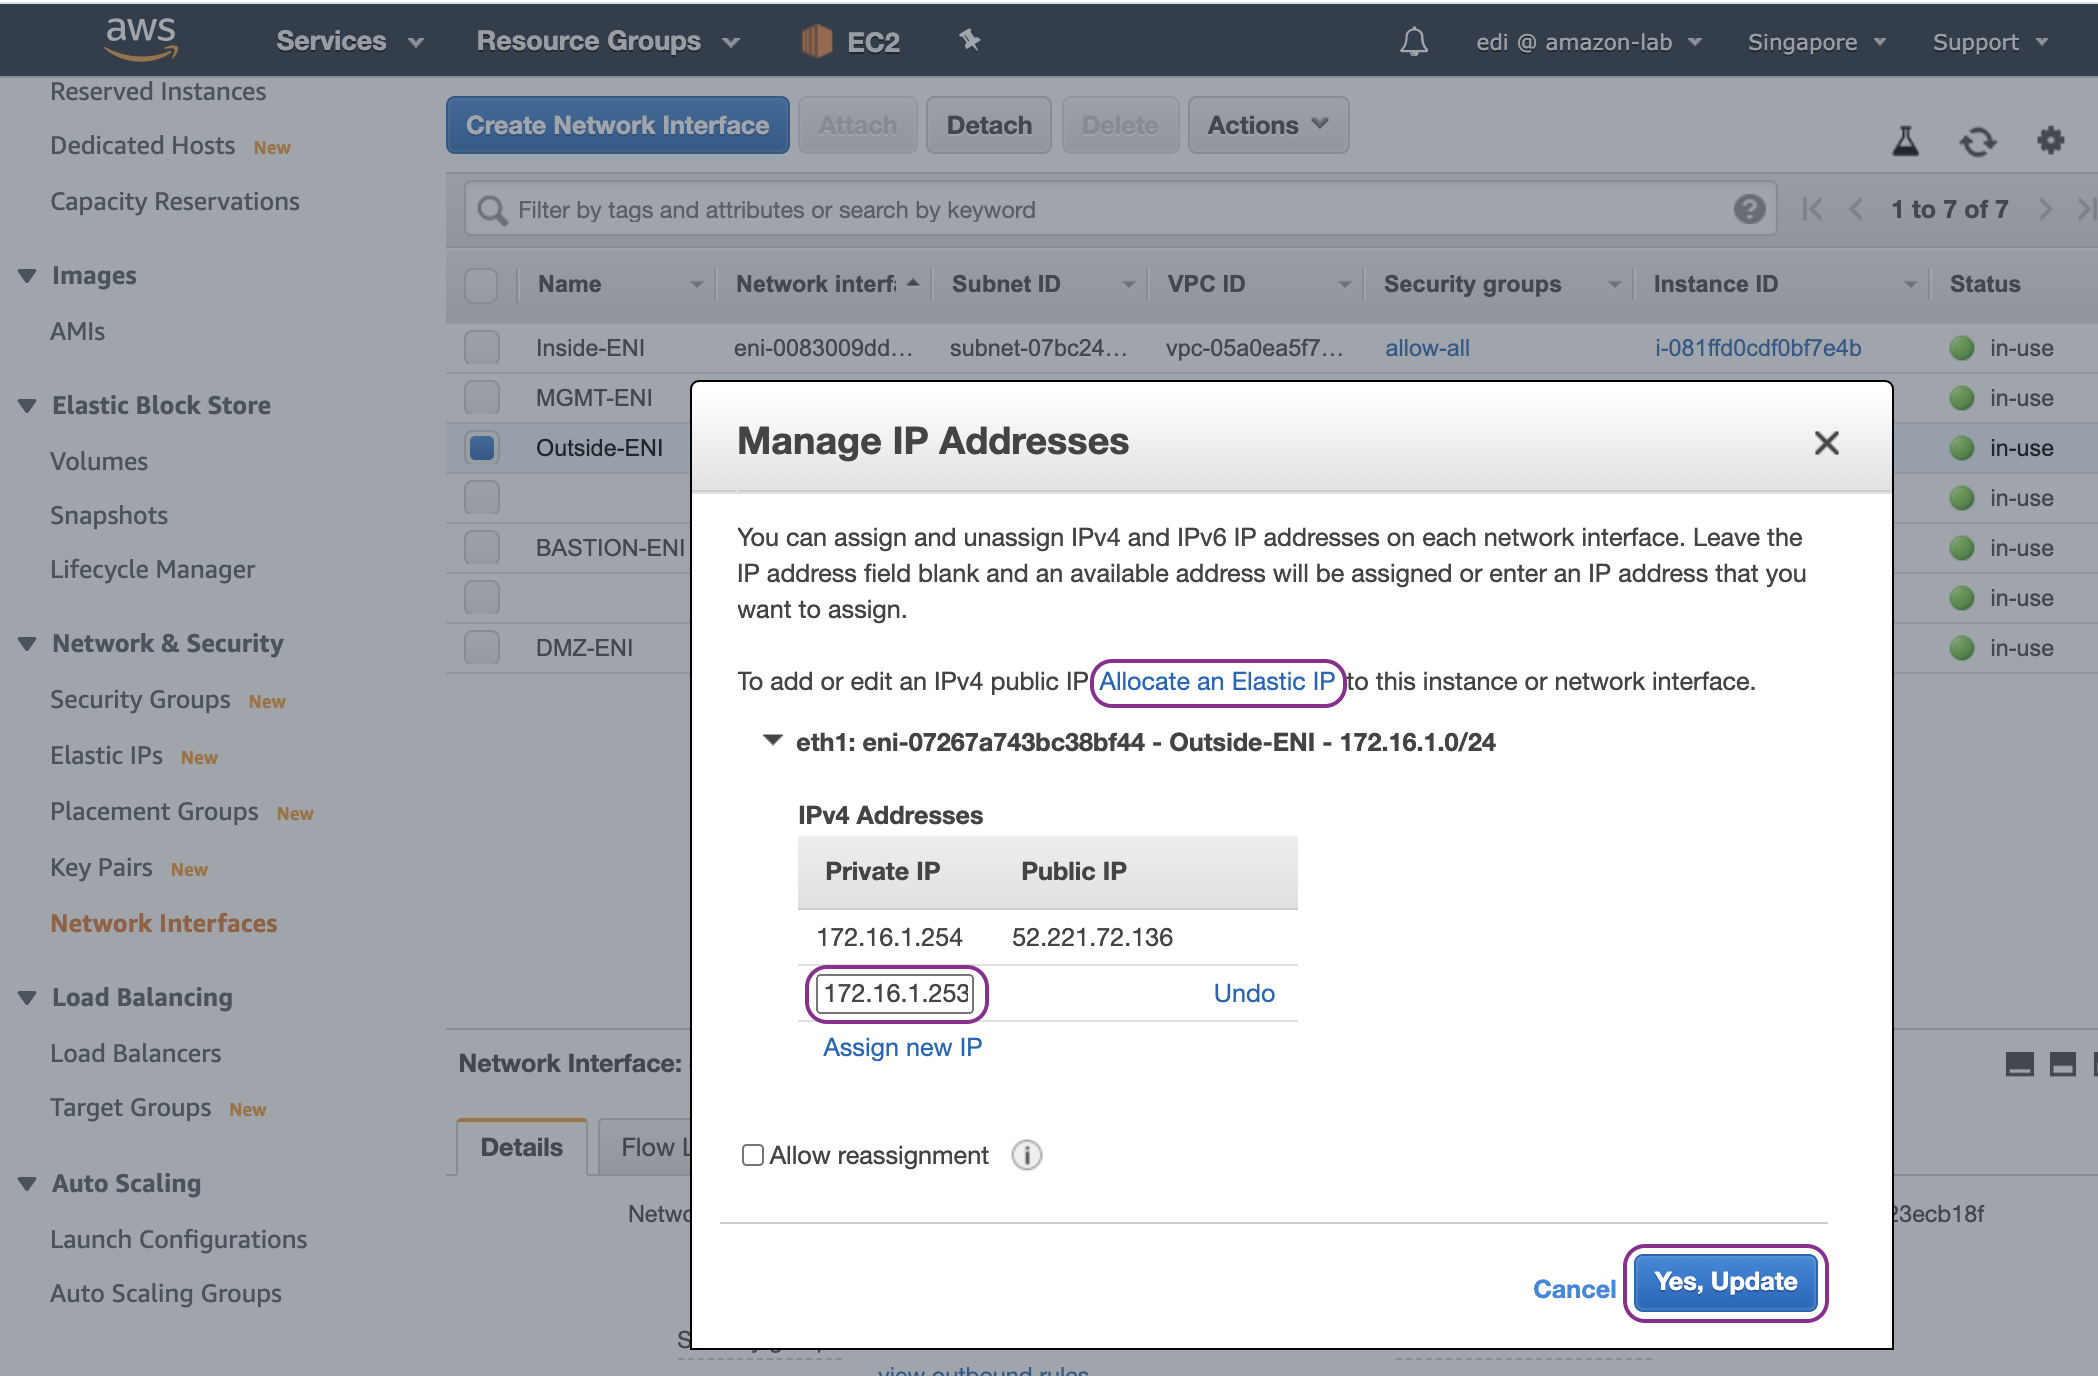 aws Services Resource Groups EC2 edi @ amazon-lab Singapore Support
Reserved Instances
Dedicated Hosts New
Capacity Reservations
Images
AMIs
Elastic Block Store
Volumes
Snapshots
Lifecycle Manager
Network & Security
Security Groups New
Elastic IPs New
Placement Groups New
Key Pairs New
Network Interfaces
Load Balancing
Load Balancers
Target Groups New
Auto Scaling
Launch Configurations
Auto Scaling Groups
Create Network Interface Attach Detach Delete Actions
Filter by tags and attributes or search by keyword 1 to 7 of 7
Name Network interf Subnet ID VPC ID Security groups Instance ID Status
Inside-ENI eni-0083009dd... subnet-07bc24... vpc-05a0ea5f7... allow-all i-081ffd0cdf0bf7e4b in-use
MGMT-ENI in-use
Outside-ENI in-use
in-use
BASTION-ENI in-use
in-use
DMZ-ENI in-use
Manage IP Addresses
You can assign and unassign IPv4 and IPv6 IP addresses on each network interface. Leave the
IP address field blank and an available address will be assigned or enter an IP address that you
want to assign.
To add or edit an IPv4 public IP Allocate an Elastic IP to this instance or network interface.
eth1: eni-07267a743bc38bf44 - Outside-ENI - 172.16.1.0/24
IPv4 Addresses
Private IP Public IP
172.16.1.254 52.221.72.136
172.16.1.253 Undo
Assign new IP
Allow reassignment
Cancel Yes, Update
Network Interface:
Details Flow L
Netwo 23ecb18f
view outbound rules